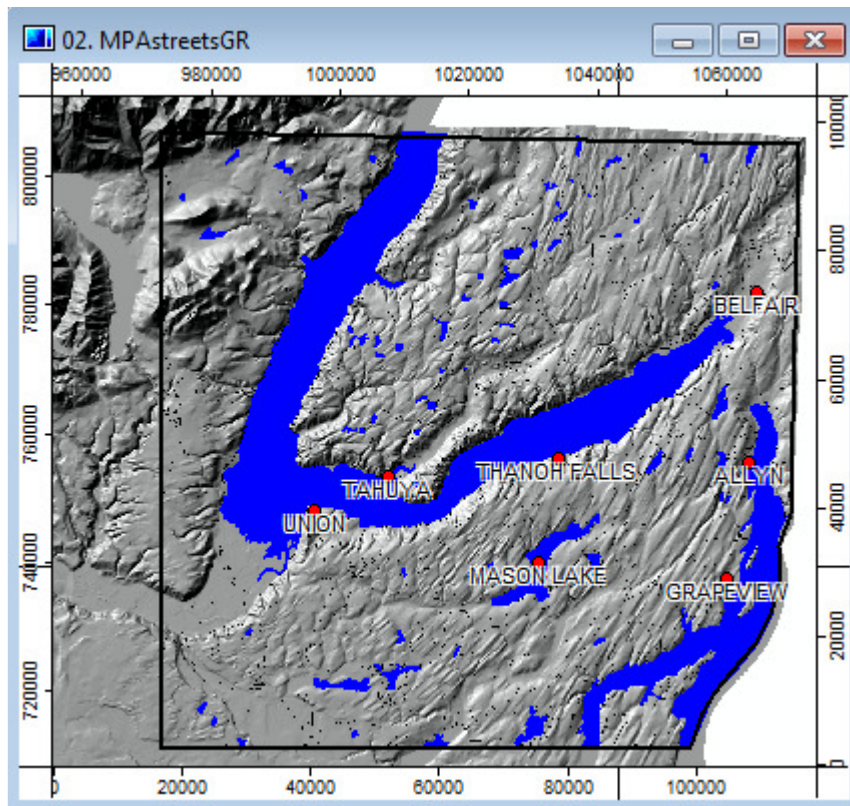 02. MPAstreetsGR
960000 980000 1000000 1020000 1040000 1060000
800000
780000
760000
740000
720000
100000
80000
60000
40000
20000
0
BELFAIR
THANOH FALLS
ALLYN
TAHUYA
UNION
MASON LAKE
GRAPEVIEW
0 20000 40000 60000 80000 100000